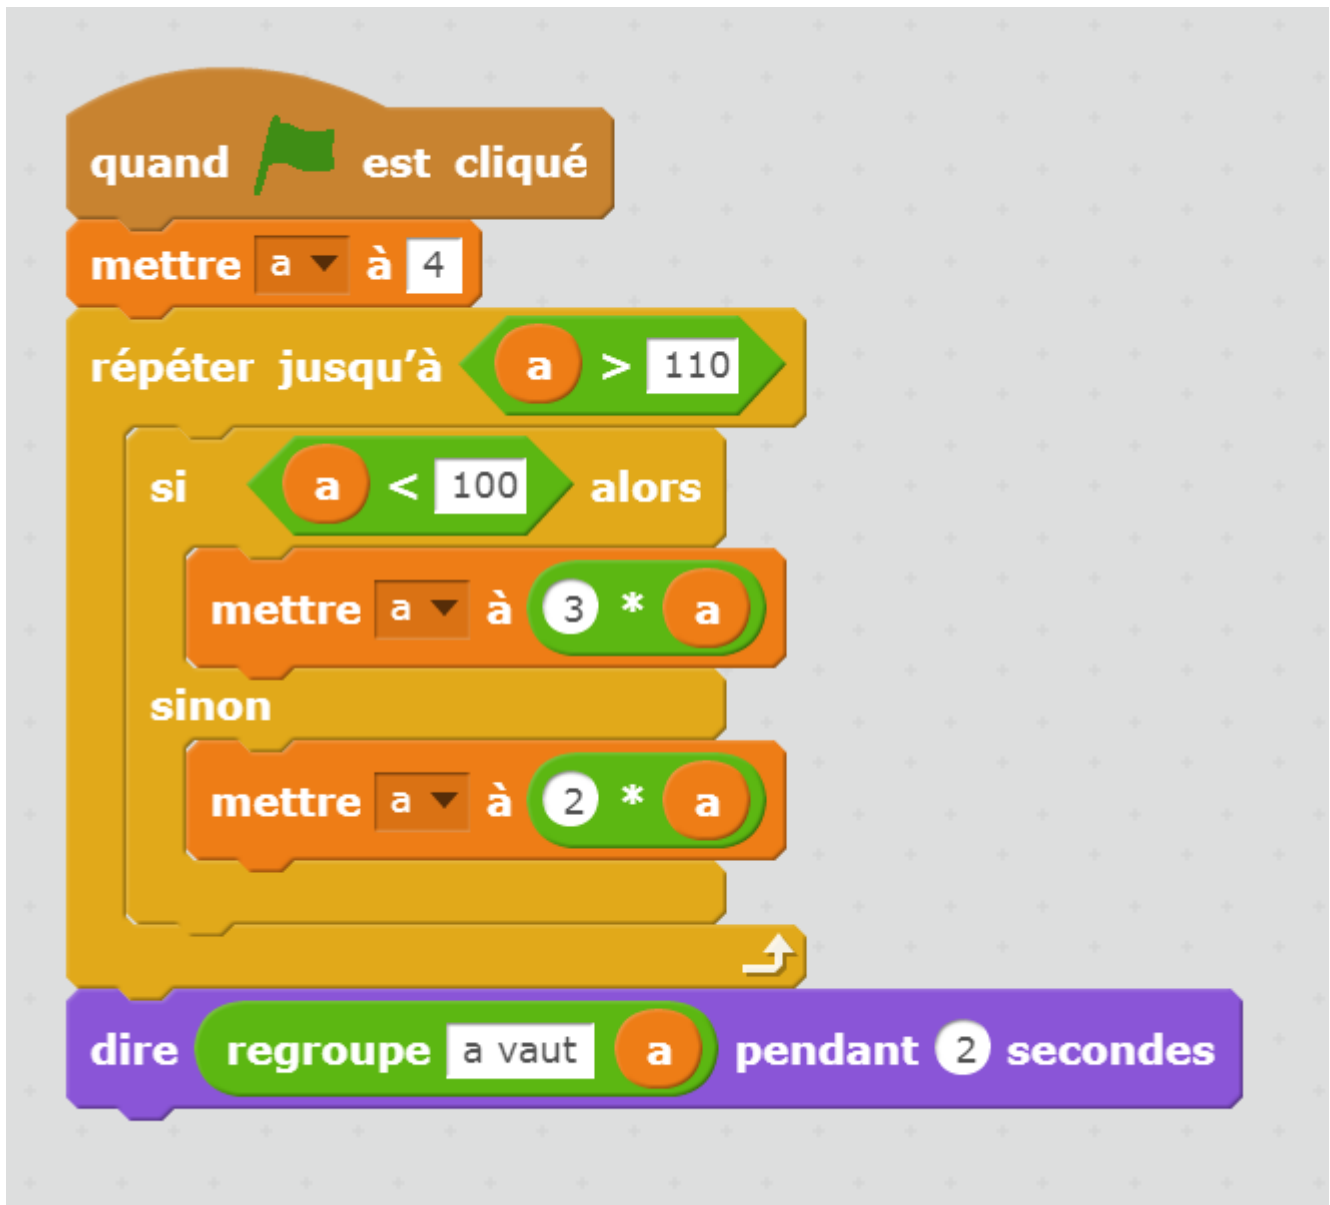 quand est cliqué
mettre a à 4
répéter jusqu’à a > 110
si a < 100 alors
mettre a à 3 * a
sinon
mettre a à 2 * a
dire regroupe a vaut a pendant 2 secondes